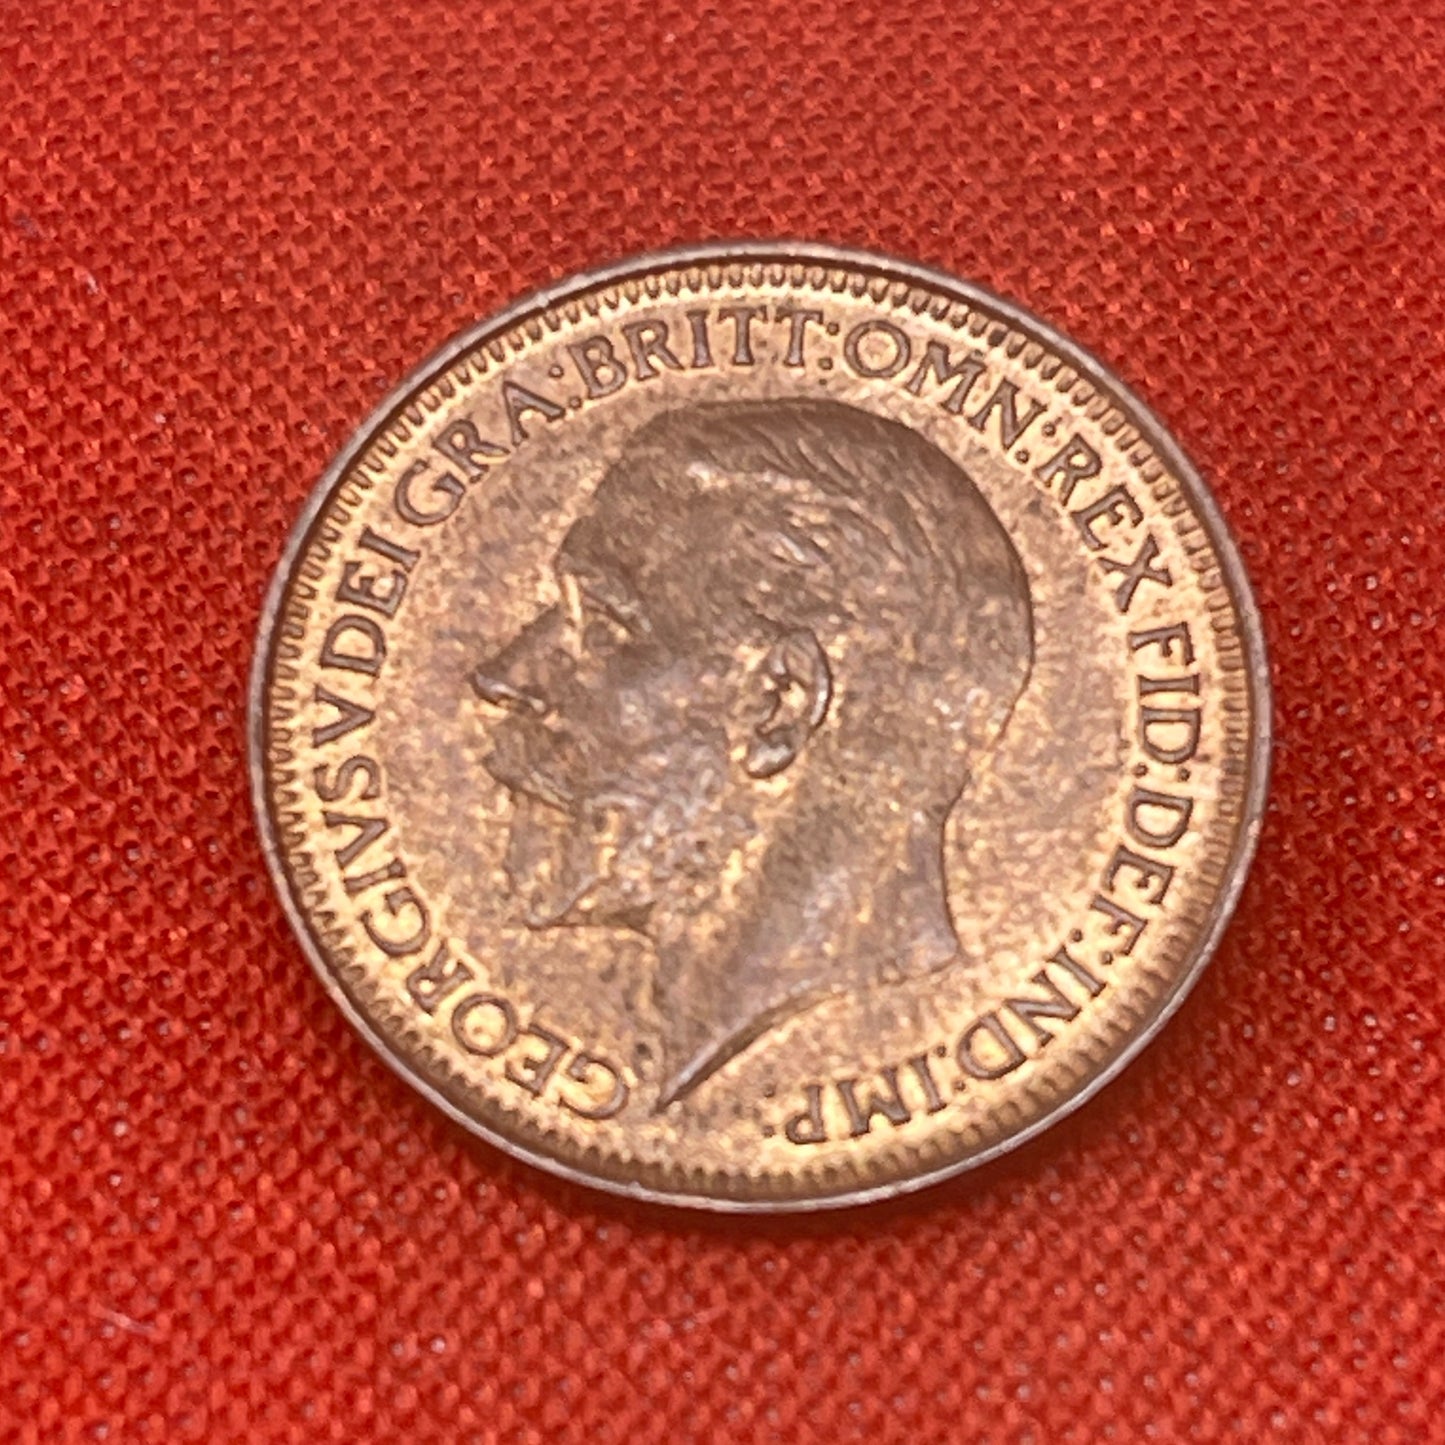 GEORGIVS V DEI GRA: BRITT: OMN: REX FID: DEF: IND: IMP: